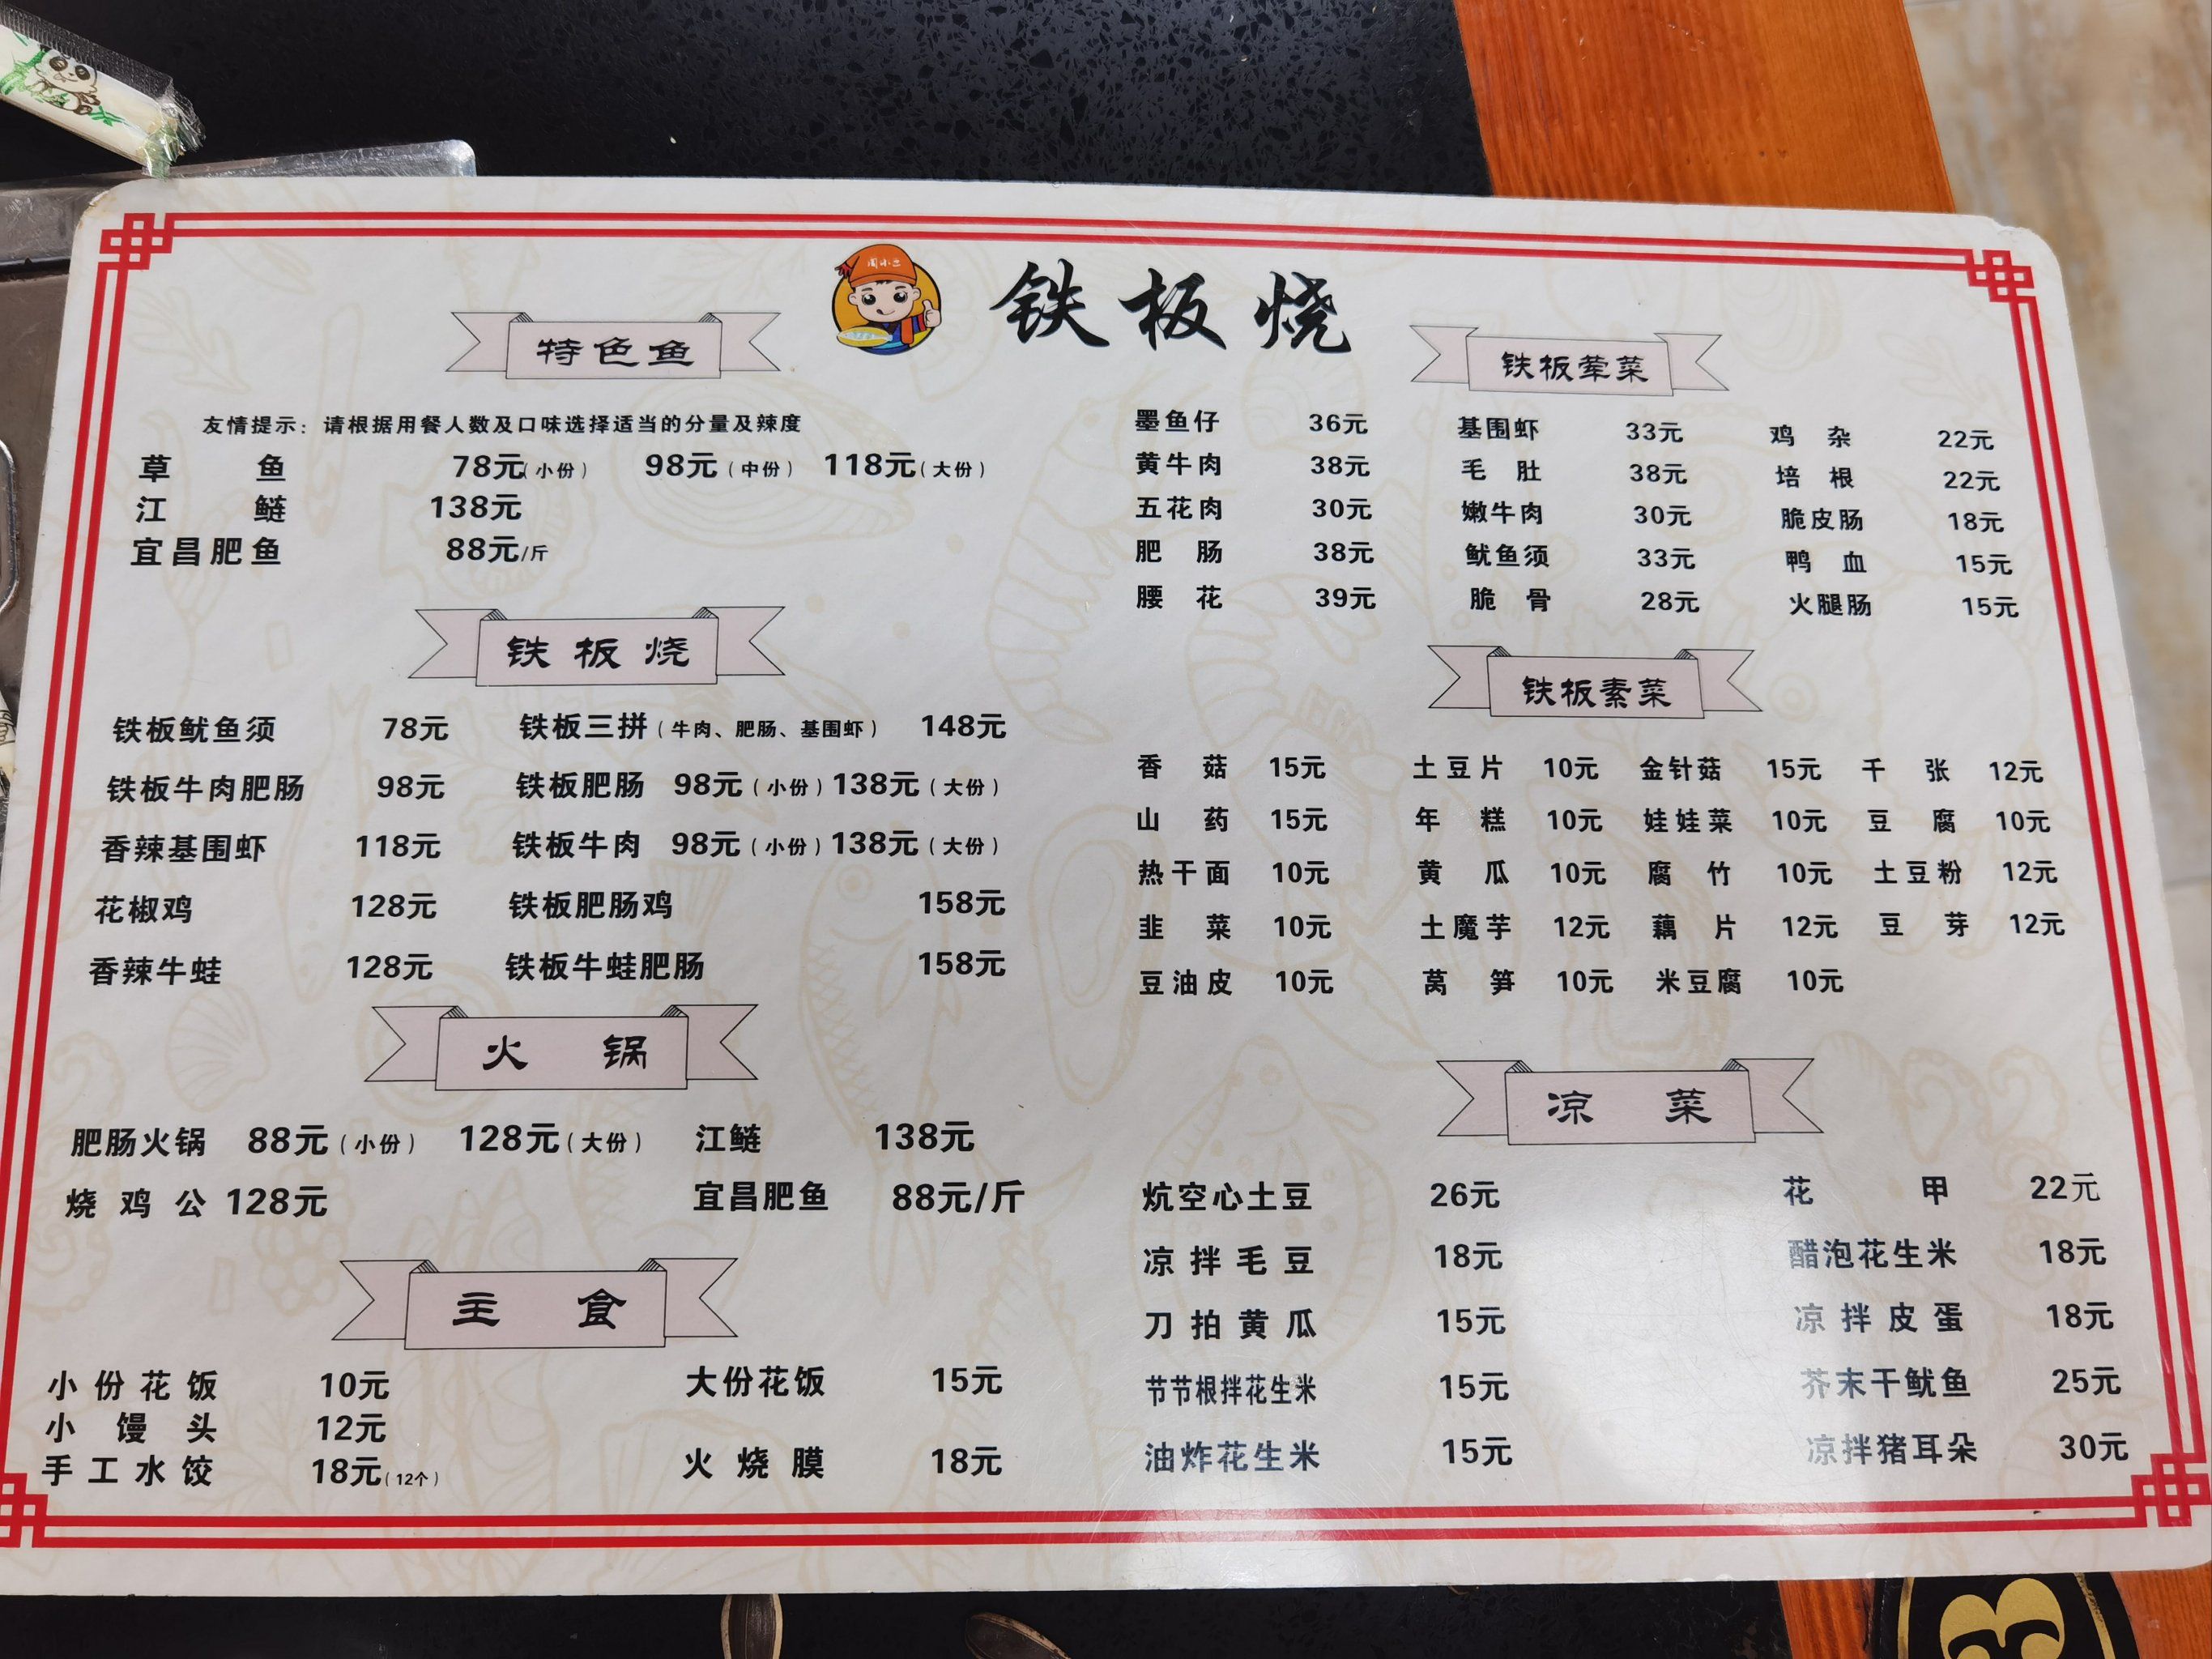 周小二
铁板烧
特色鱼
友情提示：请根据用餐人数及口味选择适当的分量及辣度
草 鱼 78元（小份） 98元（中份） 118元（大份）
江 鲢 138元
宜昌肥鱼 88元/斤
铁板烧
铁板鱿鱼须 78元 铁板三拼（牛肉、肥肠、基围虾） 148元
铁板牛肉肥肠 98元 铁板肥肠 98元（小份）138元（大份）
香辣基围虾 118元 铁板牛肉 98元（小份）138元（大份）
花椒鸡 128元 铁板肥肠鸡 158元
香辣牛蛙 128元 铁板牛蛙肥肠 158元
火 锅
肥肠火锅 88元（小份） 128元（大份） 江鲢 138元
烧鸡公 128元 宜昌肥鱼 88元/斤
主 食
小份花饭 10元 大份花饭 15元
小馒头 12元
手工水饺 18元（12个） 火烧膜 18元
铁板荤菜
墨鱼仔 36元 基围虾 33元 鸡 杂 22元
黄牛肉 38元 毛 肚 38元 培 根 22元
五花肉 30元 嫩牛肉 30元 脆皮肠 18元
肥 肠 38元 鱿鱼须 33元 鸭 血 15元
腰 花 39元 脆 骨 28元 火腿肠 15元
铁板素菜
香 菇 15元 土豆片 10元 金针菇 15元 千 张 12元
山 药 15元 年 糕 10元 娃娃菜 10元 豆 腐 10元
热干面 10元 黄 瓜 10元 腐 竹 10元 土豆粉 12元
韭 菜 10元 土魔芋 12元 藕 片 12元 豆 芽 12元
豆油皮 10元 莴 笋 10元 米豆腐 10元
凉 菜
炕空心土豆 26元 花 甲 22元
凉拌毛豆 18元 醋泡花生米 18元
刀拍黄瓜 15元 凉拌皮蛋 18元
节节根拌花生米 15元 芥末干鱿鱼 25元
油炸花生米 15元 凉拌猪耳朵 30元